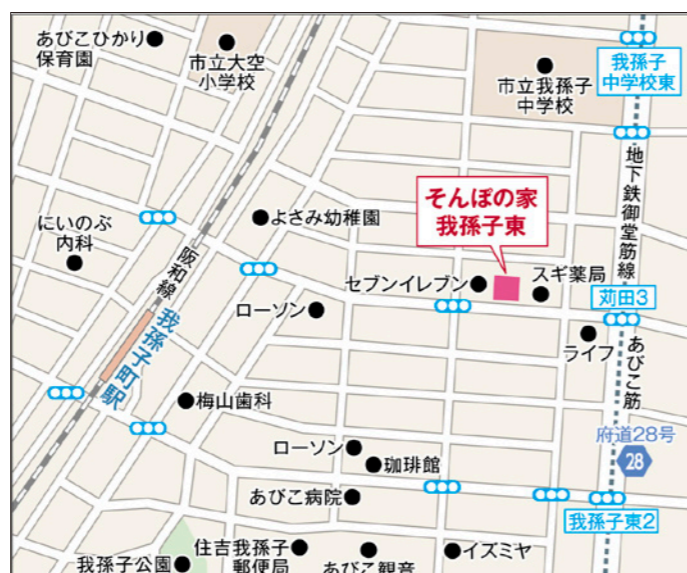 あびこひかり
保育園
市立大空
小学校
市立我孫子
中学校
我孫子
中学校東
地下鉄御堂筋線
にいのぶ
内科
よさみ幼稚園
そんぽの家
我孫子東
阪和線
我孫子町駅
セブンイレブン
スギ薬局
苅田3
ローソン
ライフ
あびこ筋
梅山歯科
府道28号
28
ローソン
珈琲館
あびこ病院
我孫子東2
我孫子公園
住吉我孫子
郵便局
あびこ観音
イズミヤ